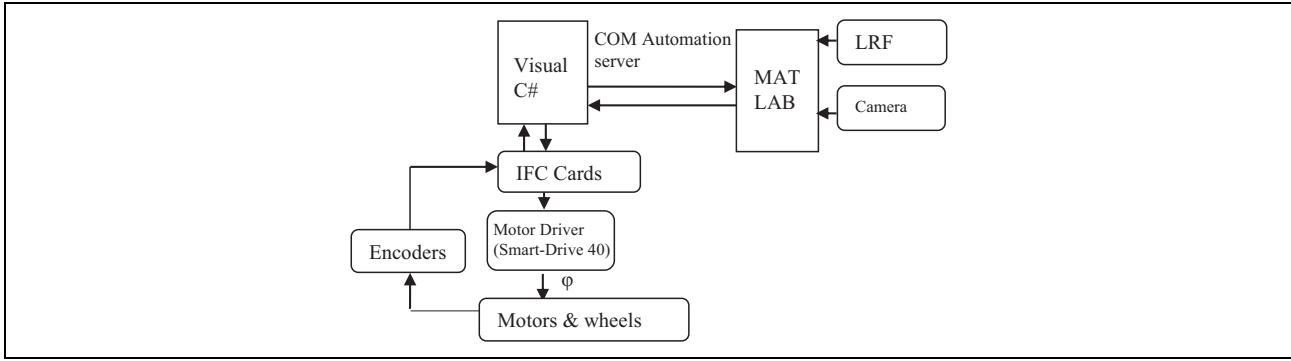 COM Automation
server
Visual
C#
MAT
LAB
LRF
Camera
IFC Cards
Motor Driver
(Smart-Drive 40)
Encoders
φ
Motors & wheels